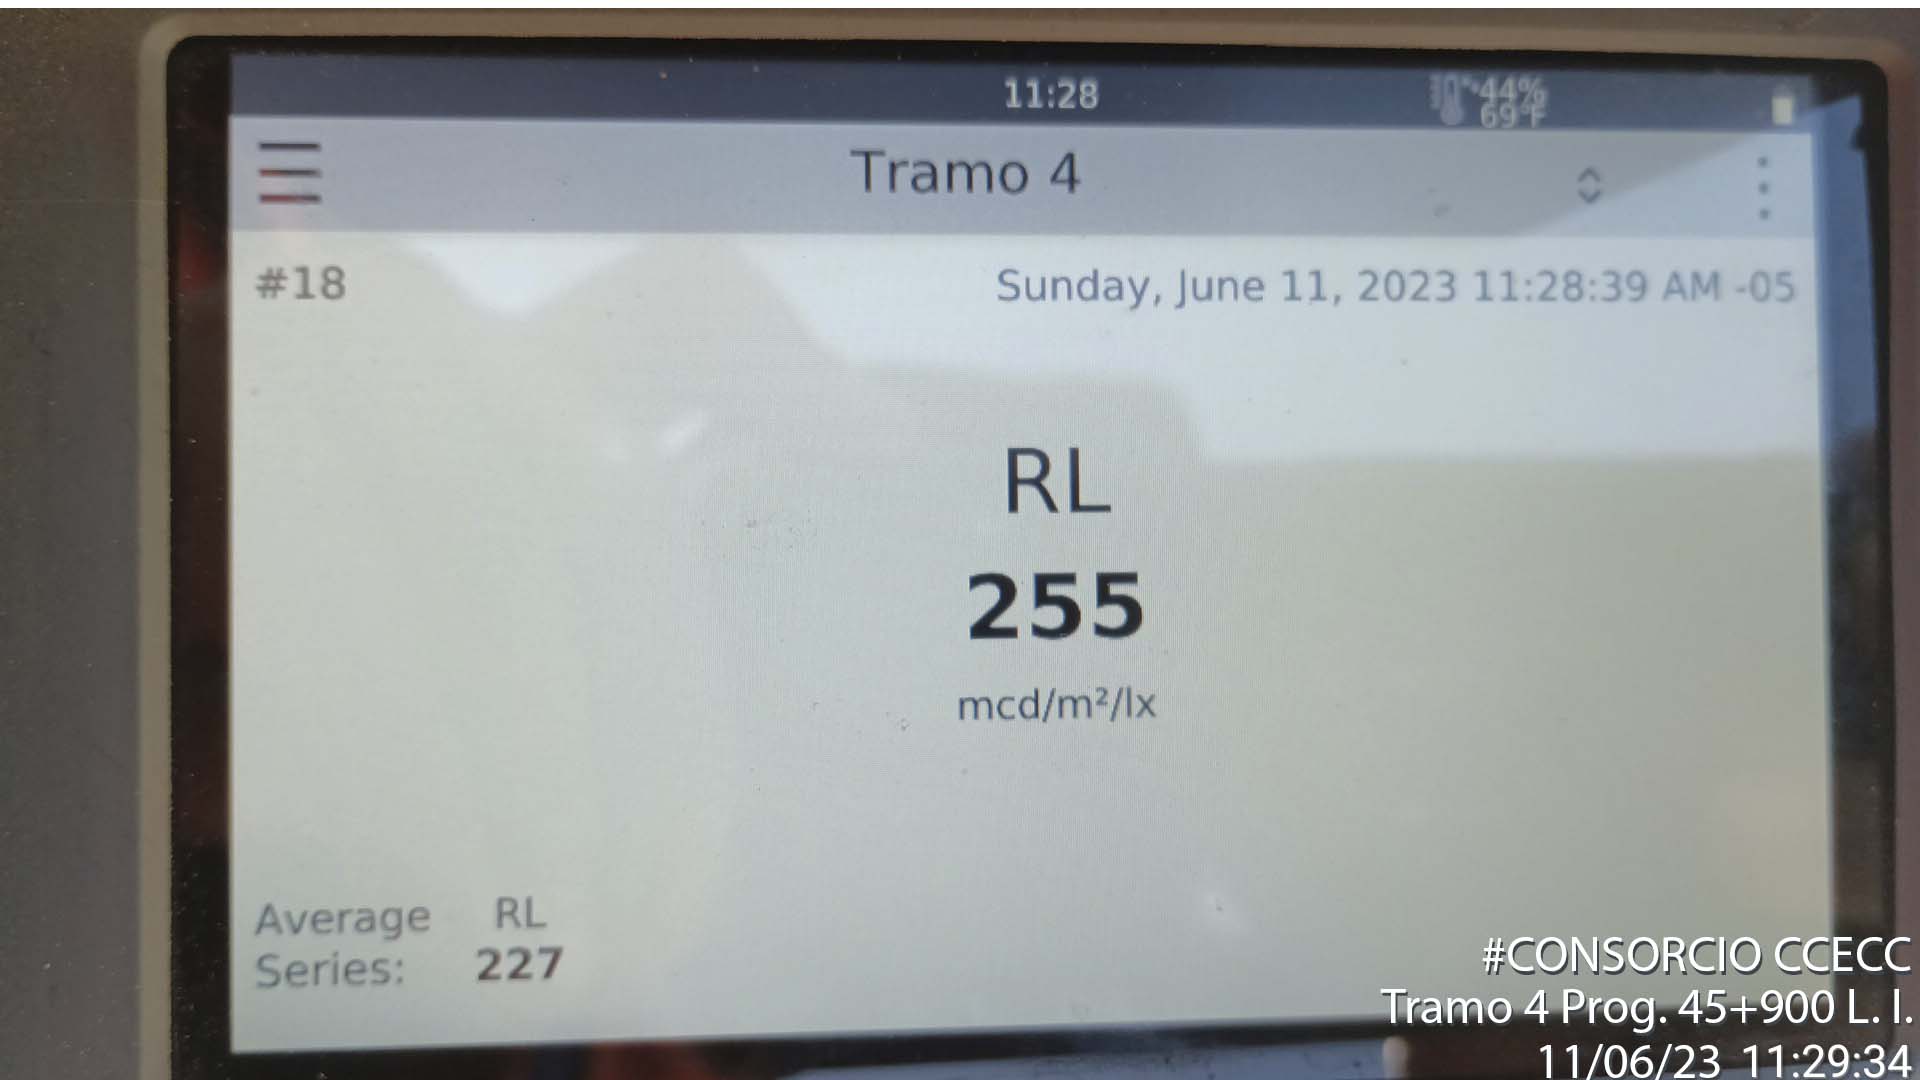 11:28
44%
69°F
Tramo 4
#18
Sunday, June 11, 2023 11:28:39 AM -05
RL
255
mcd/m²/lx
Average RL
Series: 227
#CONSORCIO CCECC
Tramo 4 Prog. 45+900 L. I.
11/06/23 11:29:34